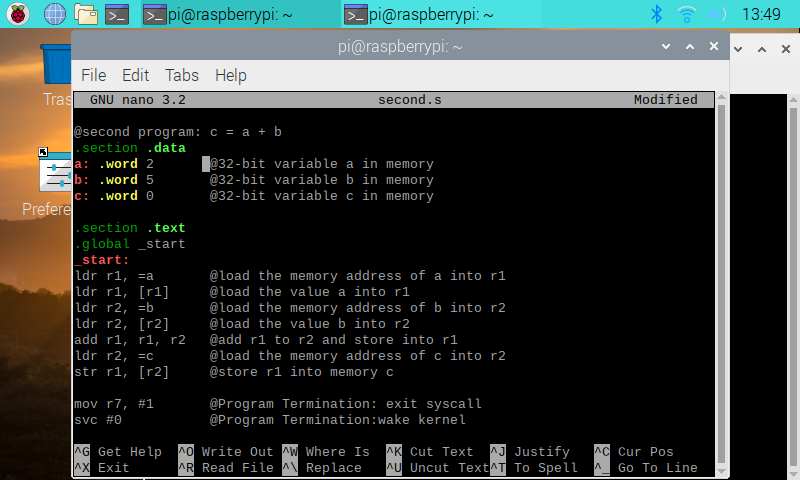 pi@raspberrypi: ~
pi@raspberrypi: ~
13:49
pi@raspberrypi: ~
File Edit Tabs Help
GNU nano 3.2 second.s Modified
@second program: c = a + b
.section .data
a: .word 2 @32-bit variable a in memory
b: .word 5 @32-bit variable b in memory
c: .word 0 @32-bit variable c in memory
.section .text
.global _start
_start:
ldr r1, =a @load the memory address of a into r1
ldr r1, [r1] @load the value a into r1
ldr r2, =b @load the memory address of b into r2
ldr r2, [r2] @load the value b into r2
add r1, r1, r2 @add r1 to r2 and store into r1
ldr r2, =c @load the memory address of c into r2
str r1, [r2] @store r1 into memory c
mov r7, #1 @Program Termination: exit syscall
svc #0 @Program Termination:wake kernel
^G Get Help ^O Write Out ^W Where Is ^K Cut Text ^J Justify ^C Cur Pos
^X Exit ^R Read File ^\ Replace ^U Uncut Text ^T To Spell ^_ Go To Line
Tras
Prefere